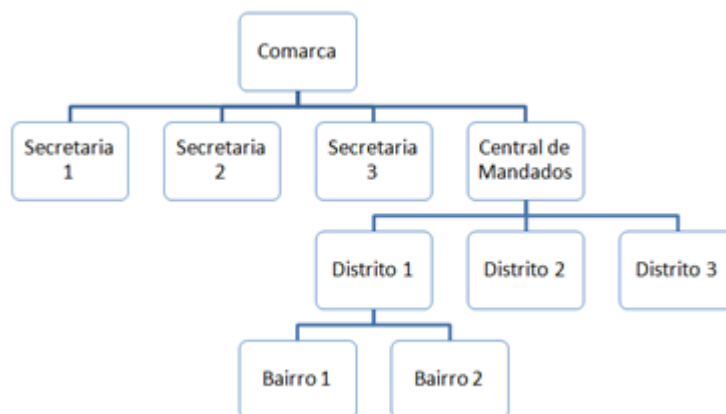 Comarca
Secretaria
1
Secretaria
2
Secretaria
3
Central de
Mandados
Distrito 1
Distrito 2
Distrito 3
Bairro 1
Bairro 2